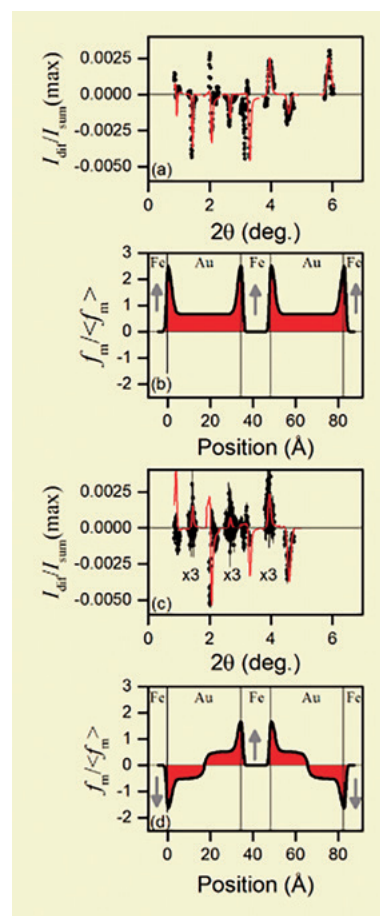 I_dif/I_sum(max)
0.0025
0.0000
-0.0025
-0.0050
(a)
0 2 4 6
2θ (deg.)
f_m/<f_m>
3
2
1
0
-1
-2
Fe Au Fe Au Fe
(b)
0 20 40 60 80
Position (Å)
I_dif/I_sum(max)
0.0025
0.0000
-0.0025
-0.0050
x3 x3 x3
(c)
0 2 4 6
2θ (deg.)
f_m/<f_m>
3
2
1
0
-1
-2
Fe Au Fe Au Fe
(d)
0 20 40 60 80
Position (Å)